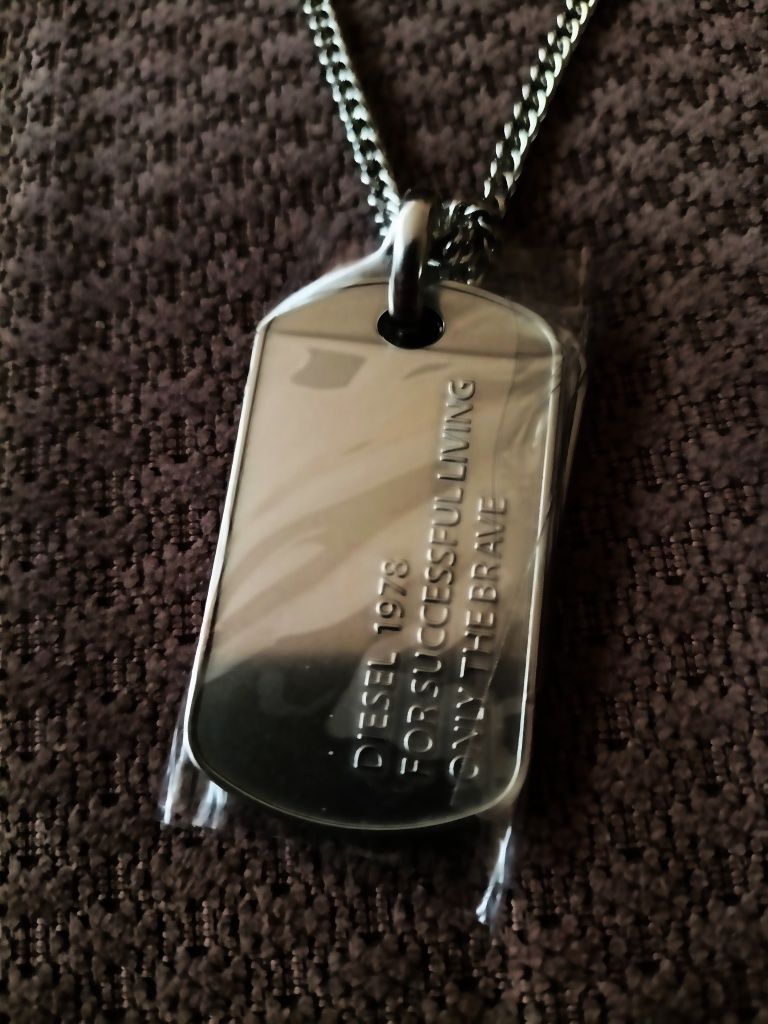 DIESEL 1978
FOR SUCCESSFUL LIVING
ONLY THE BRAVE